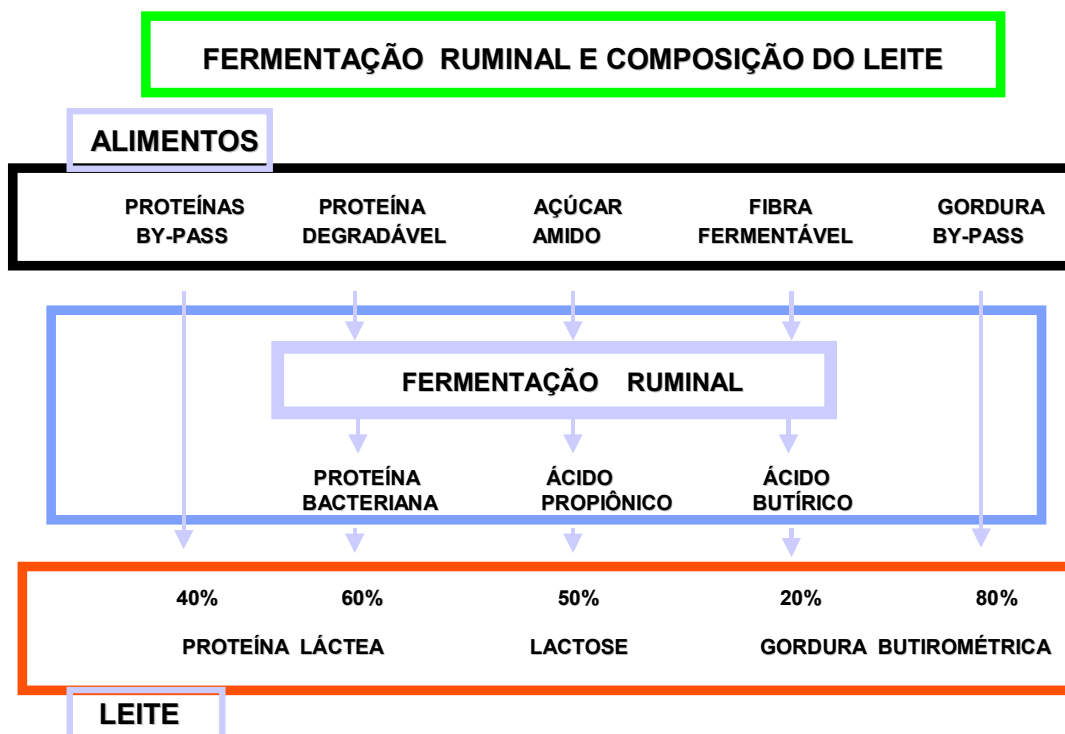 FERMENTAÇÃO RUMINAL E COMPOSIÇÃO DO LEITE
ALIMENTOS
PROTEÍNAS PROTEÍNA AÇÚCAR FIBRA GORDURA
BY-PASS DEGRADÁVEL AMIDO FERMENTÁVEL BY-PASS
FERMENTAÇÃO RUMINAL
PROTEÍNA ÁCIDO ÁCIDO
BACTERIANA PROPIÔNICO BUTÍRICO
40% 60% 50% 20% 80%
PROTEÍNA LÁCTEA LACTOSE GORDURA BUTIROMÉTRICA
LEITE